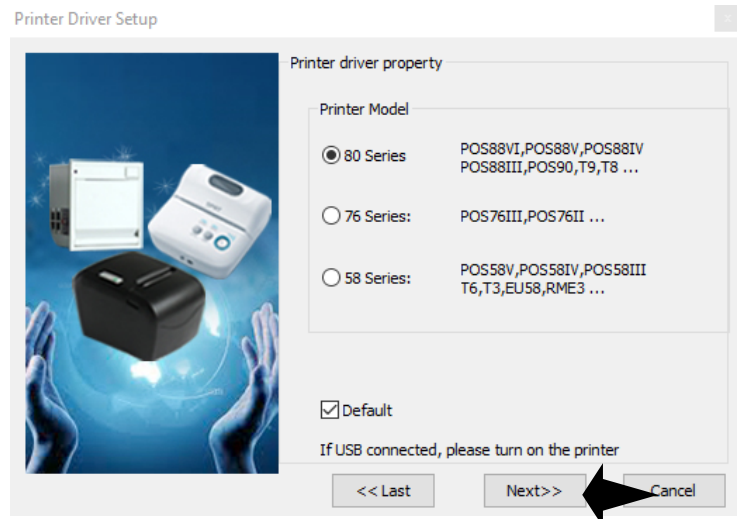 Printer Driver Setup
x
Printer driver property
Printer Model
80 Series
POS88VI,POS88V,POS88IV
POS88III,POS90,T9,T8 ...
76 Series:
POS76III,POS76II ...
58 Series:
POS58V,POS58IV,POS58III
T6,T3,EU58,RME3 ...
Default
If USB connected, please turn on the printer
<< Last
Next>>
Cancel